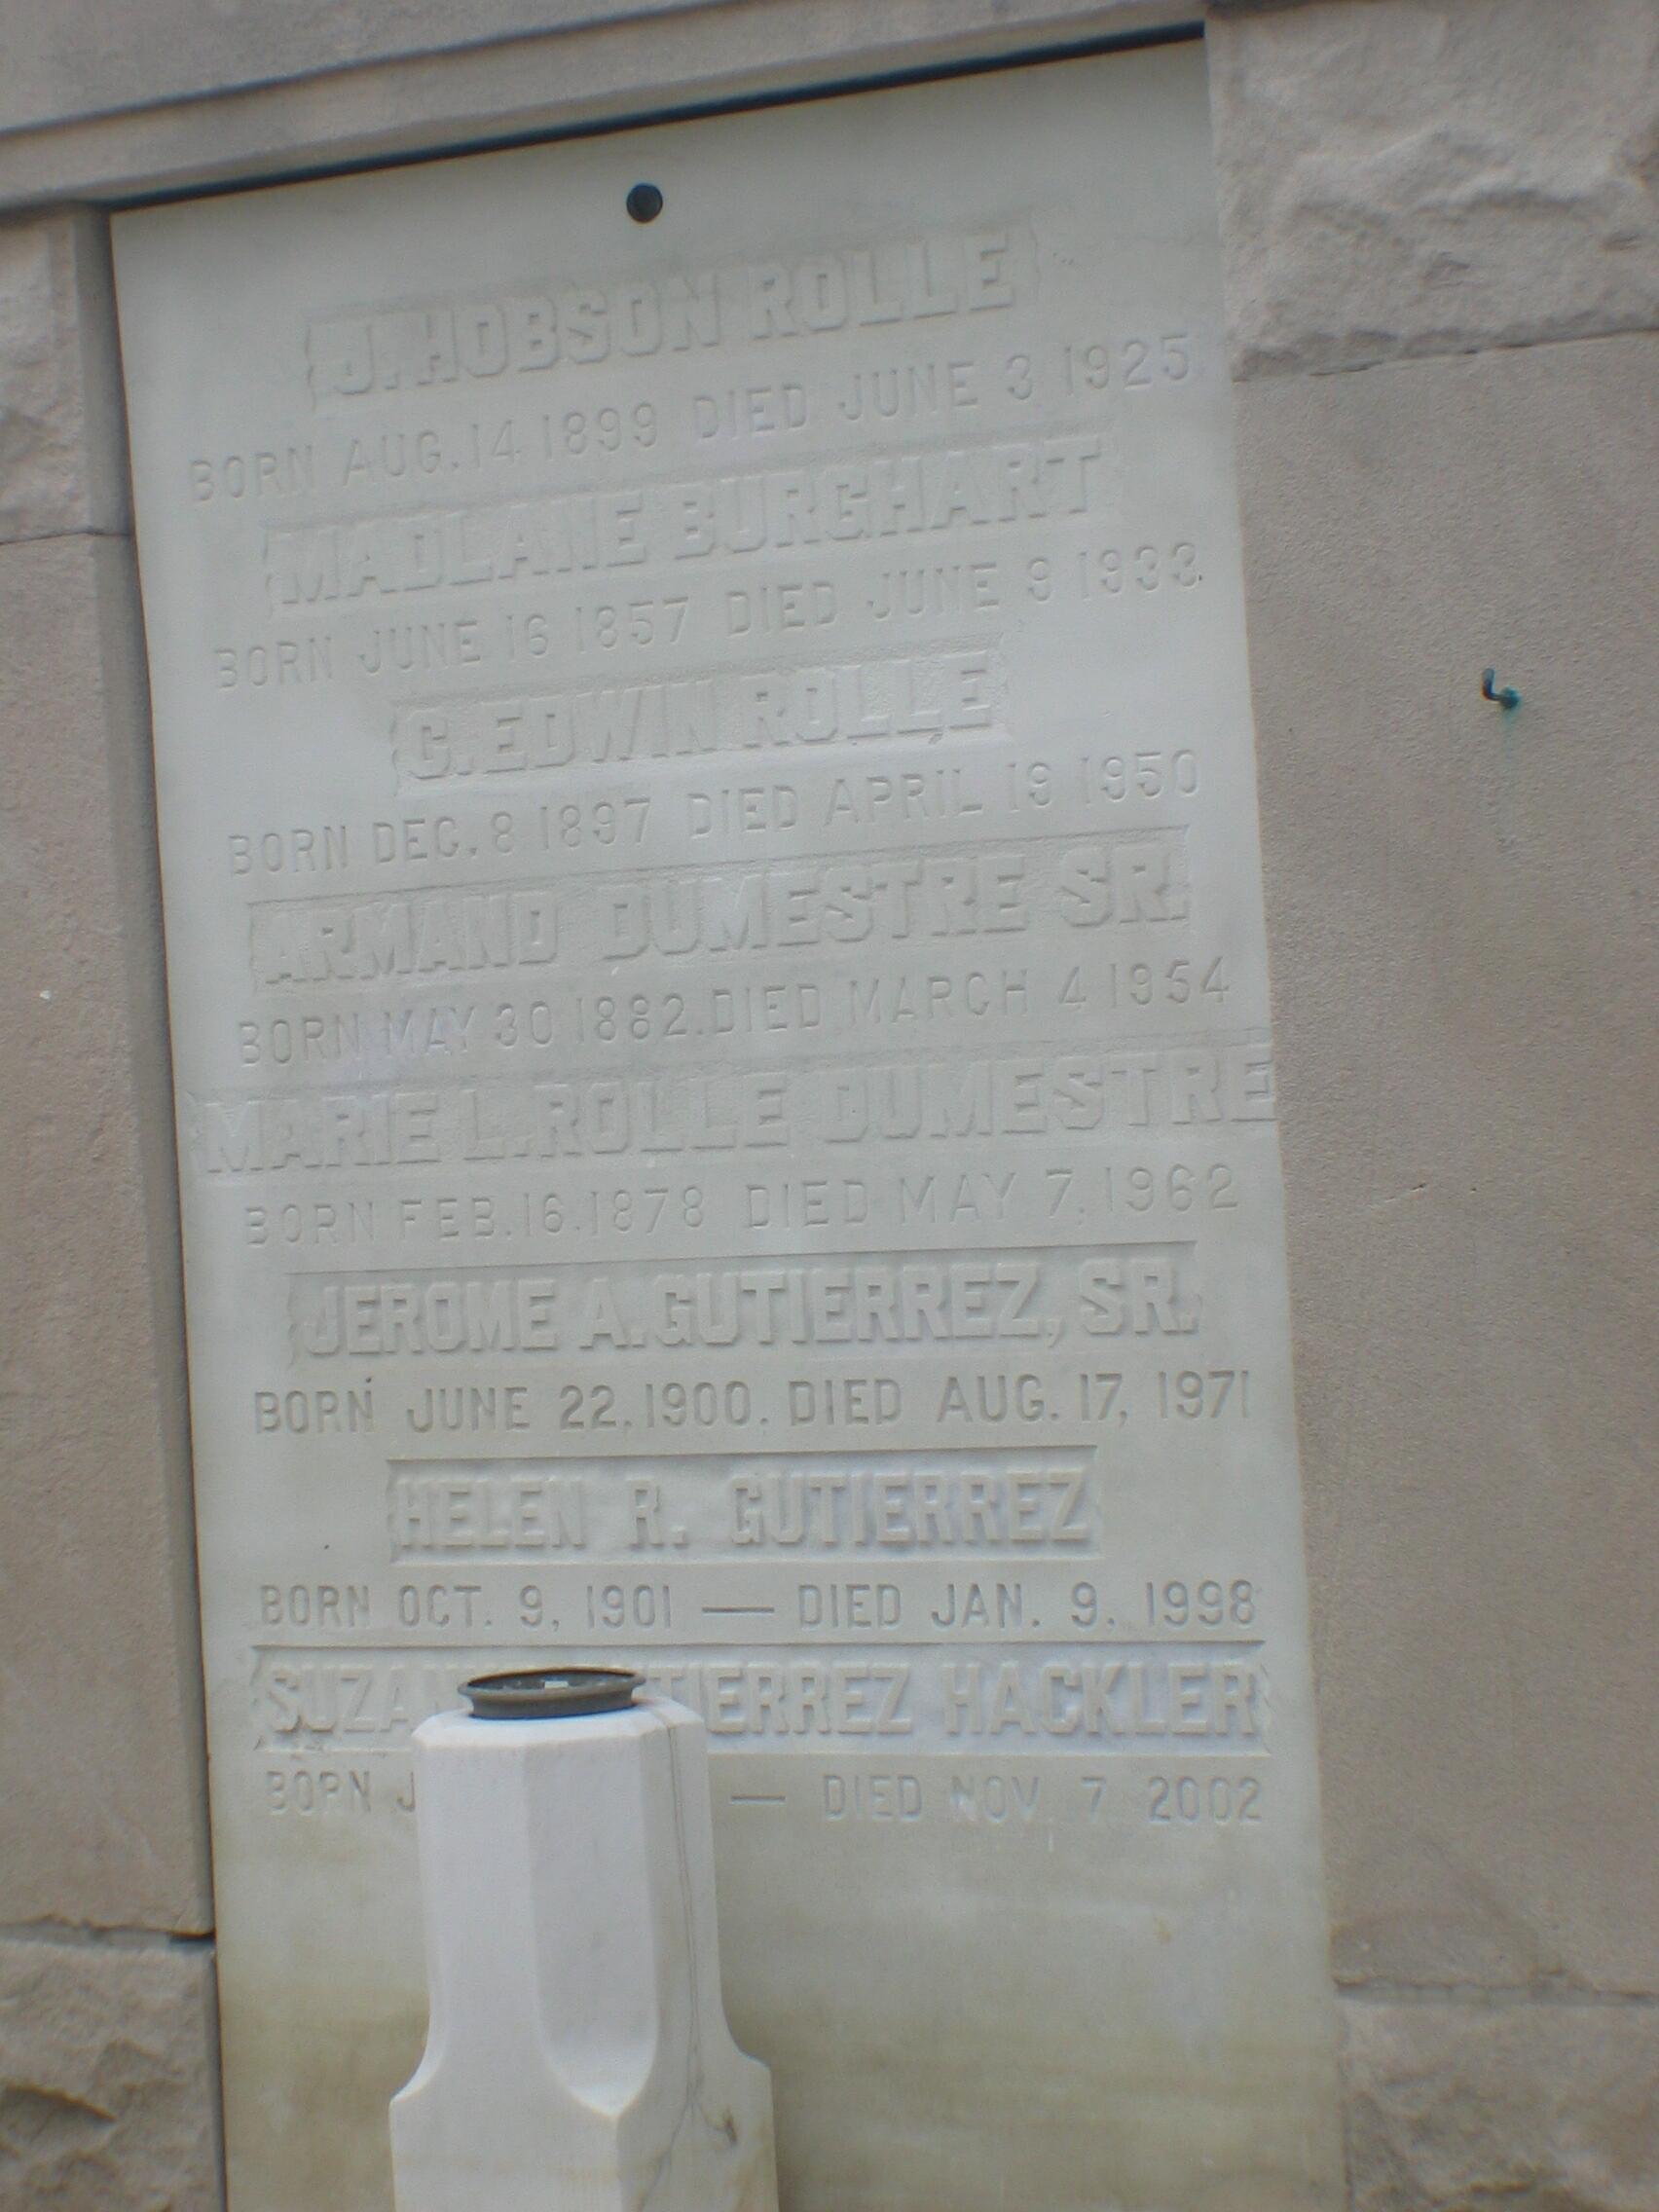 J. HOBSON ROLLE
BORN AUG. 14 1899 DIED JUNE 3 1925
MADLANE BURGHART
BORN JUNE 16 1857 DIED JUNE 9 1933.
C. EDWIN ROLLE
BORN DEC. 8 1897 DIED APRIL 19 1950
ARMAND DUMESTRE SR.
BORN MAY 30 1882. DIED MARCH 4 1954
MARIE L. ROLLE DUMESTRE
BORN FEB. 16. 1878 DIED MAY 7, 1962
JEROME A. GUTIERREZ, SR.
BORN JUNE 22, 1900. DIED AUG. 17, 1971
HELEN R. GUTIERREZ
BORN OCT. 9, 1901 — DIED JAN. 9, 1998
HACKLER
BORN — DIED NOV. 7 2002